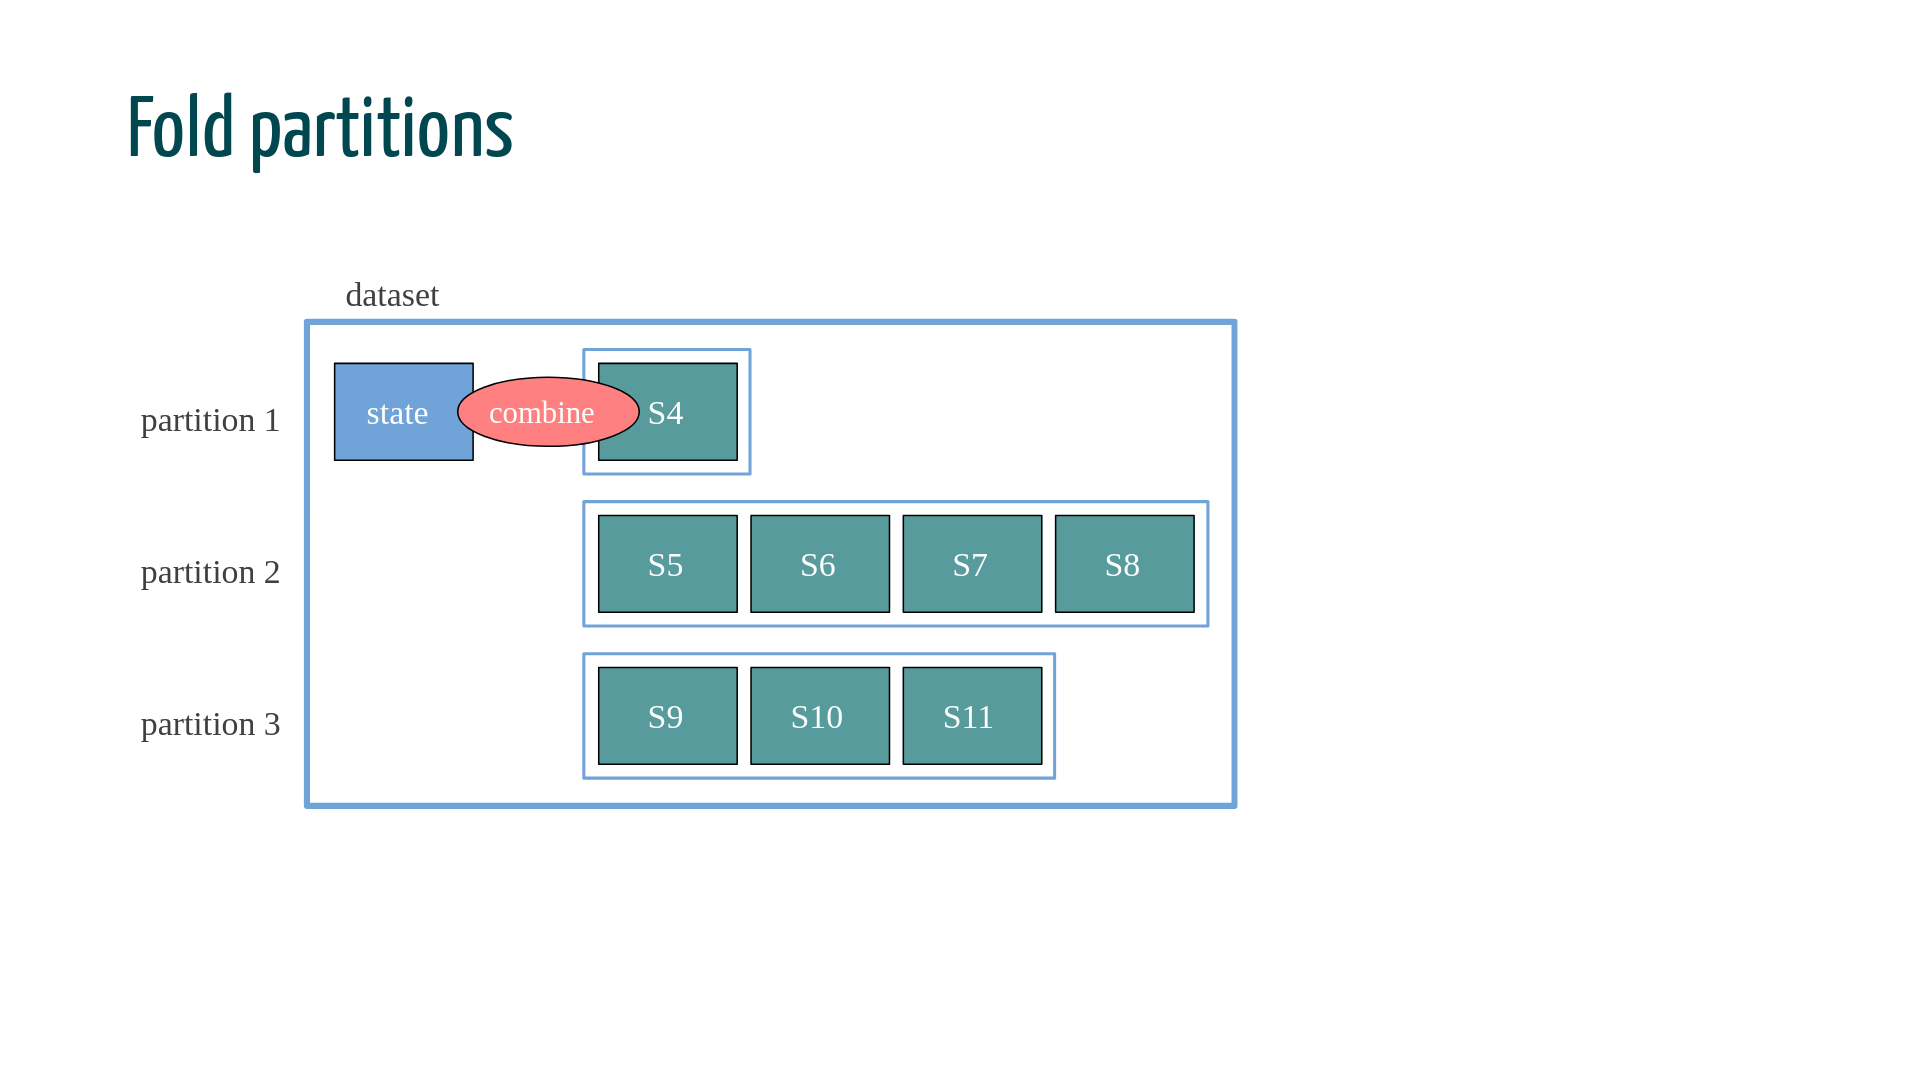 Fold partitions
dataset
partition 1
state
combine
S4
partition 2
S5
S6
S7
S8
partition 3
S9
S10
S11